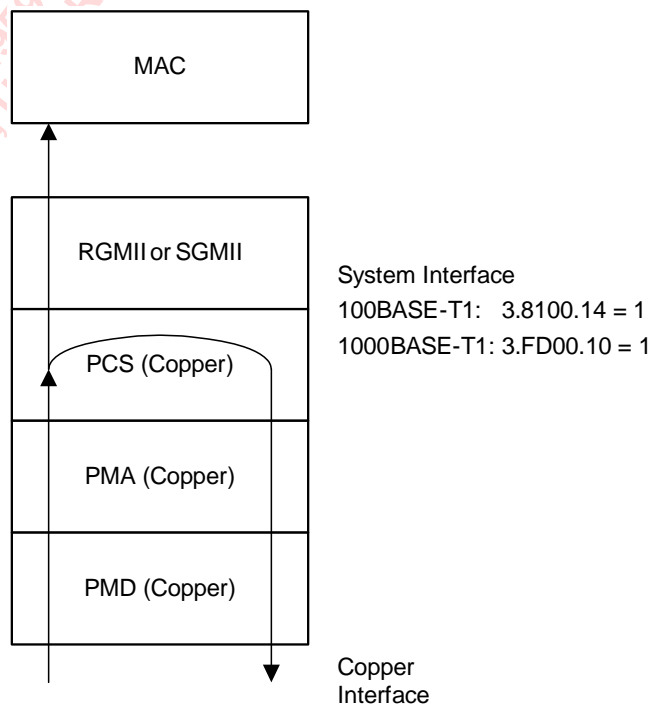 MAC
RGMII or SGMII
System Interface
100BASE-T1: 3.8100.14 = 1
1000BASE-T1: 3.FD00.10 = 1
PCS (Copper)
PMA (Copper)
PMD (Copper)
Copper
Interface